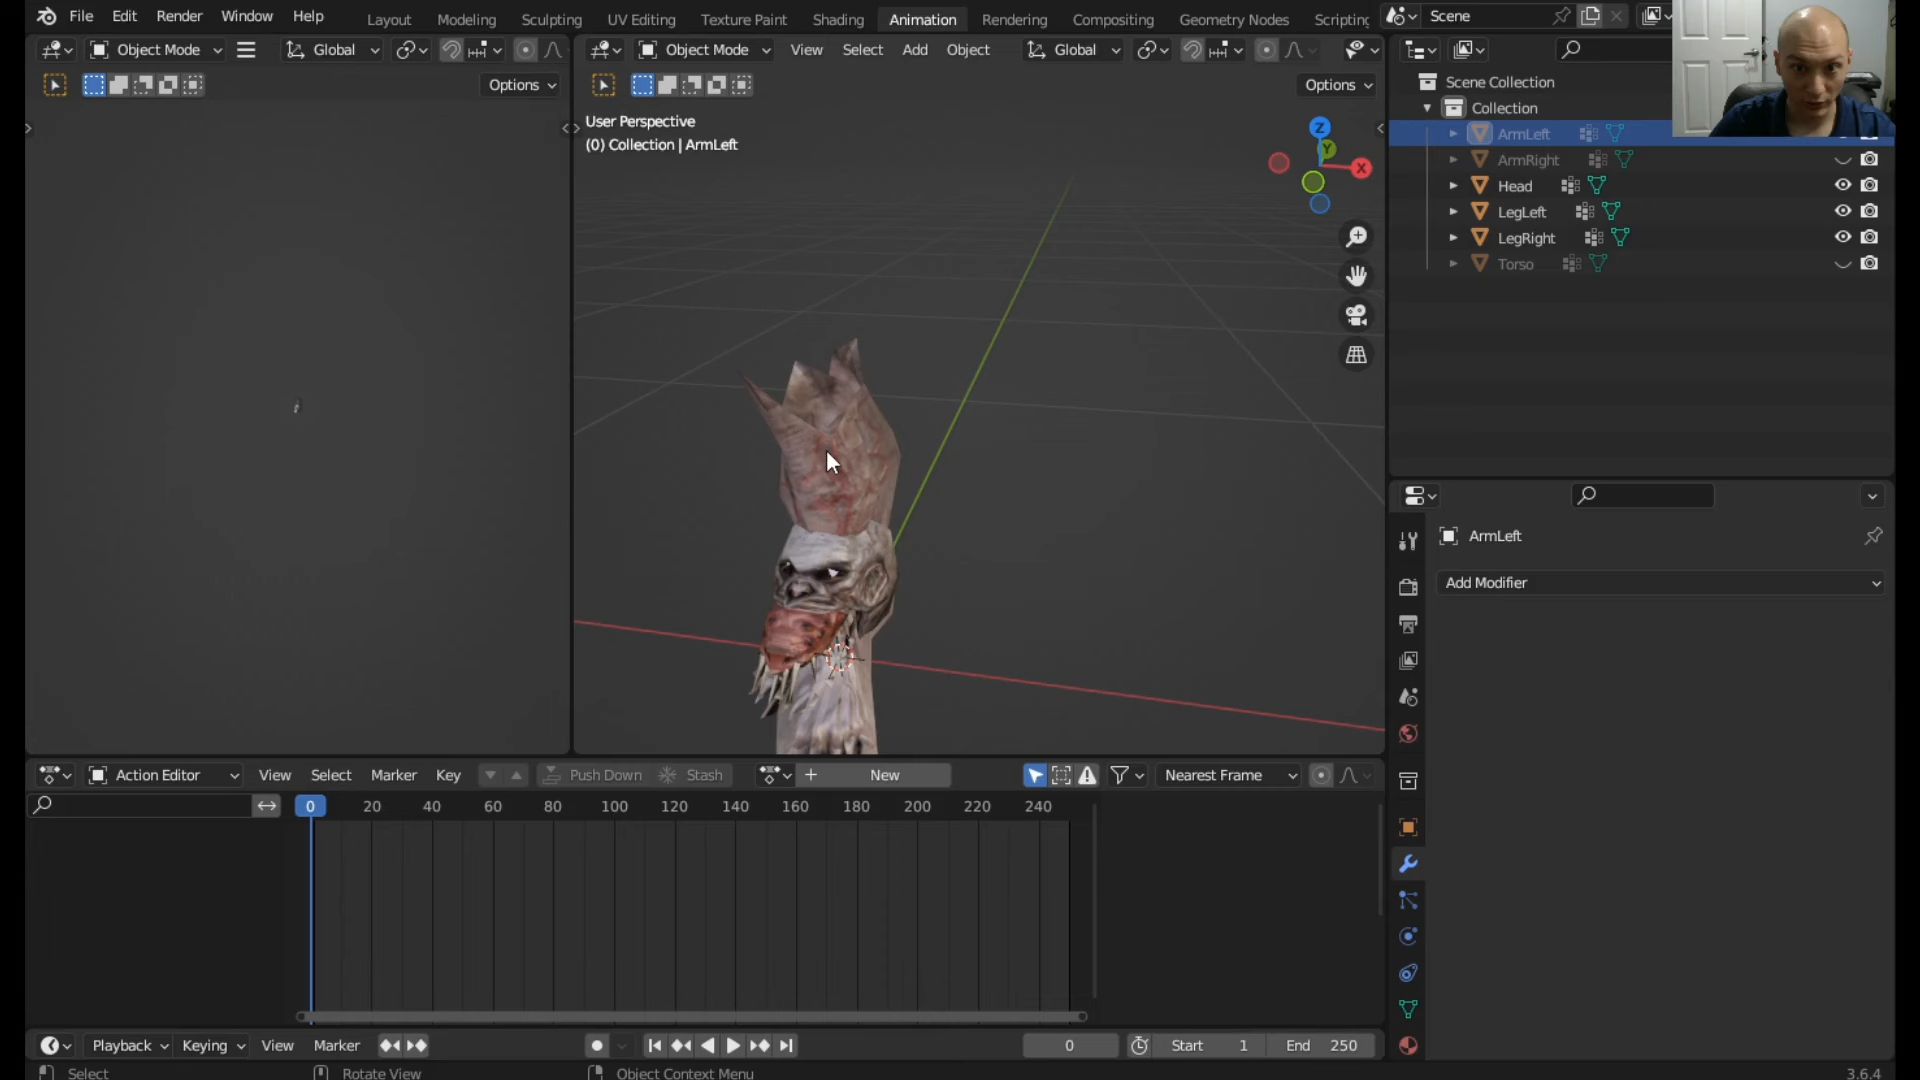 File Edit Render Window Help Layout Modeling Sculpting UV Editing Texture Paint Shading Animation Rendering Compositing Geometry Nodes Scripting Scene
Object Mode Global Object Mode View Select Add Object Global
Options Options
User Perspective
(0) Collection | ArmLeft
Z
Y
X
Scene Collection
Collection
ArmLeft
ArmRight
Head
LegLeft
LegRight
Torso
ArmLeft
Add Modifier
Action Editor View Select Marker Key Push Down Stash New Nearest Frame
0 20 40 60 80 100 120 140 160 180 200 220 240
Playback Keying View Marker 0 Start 1 End 250
Select Rotate View Object Context Menu 3.6.4